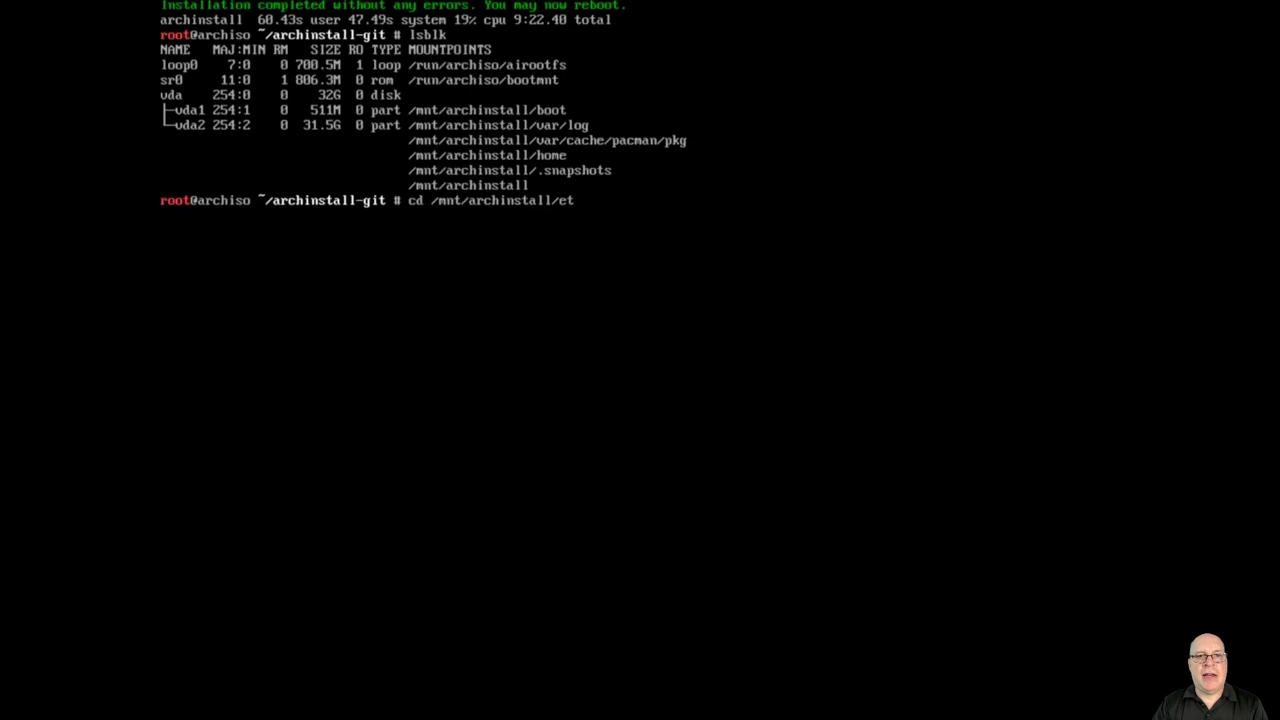 Installation completed without any errors. You may now reboot.
archinstall  60.43s user 47.49s system 19% cpu 9:22.40 total
root@archiso ~/archinstall-git # lsblk
NAME   MAJ:MIN RM   SIZE RO TYPE MOUNTPOINTS
loop0    7:0    0 700.5M  1 loop /run/archiso/airootfs
sr0     11:0    1 806.3M  0 rom  /run/archiso/bootmnt
vda    254:0    0    32G  0 disk
├─vda1 254:1    0   511M  0 part /mnt/archinstall/boot
└─vda2 254:2    0  31.5G  0 part /mnt/archinstall/var/log
/mnt/archinstall/var/cache/pacman/pkg
/mnt/archinstall/home
/mnt/archinstall/.snapshots
/mnt/archinstall
root@archiso ~/archinstall-git # cd /mnt/archinstall/et